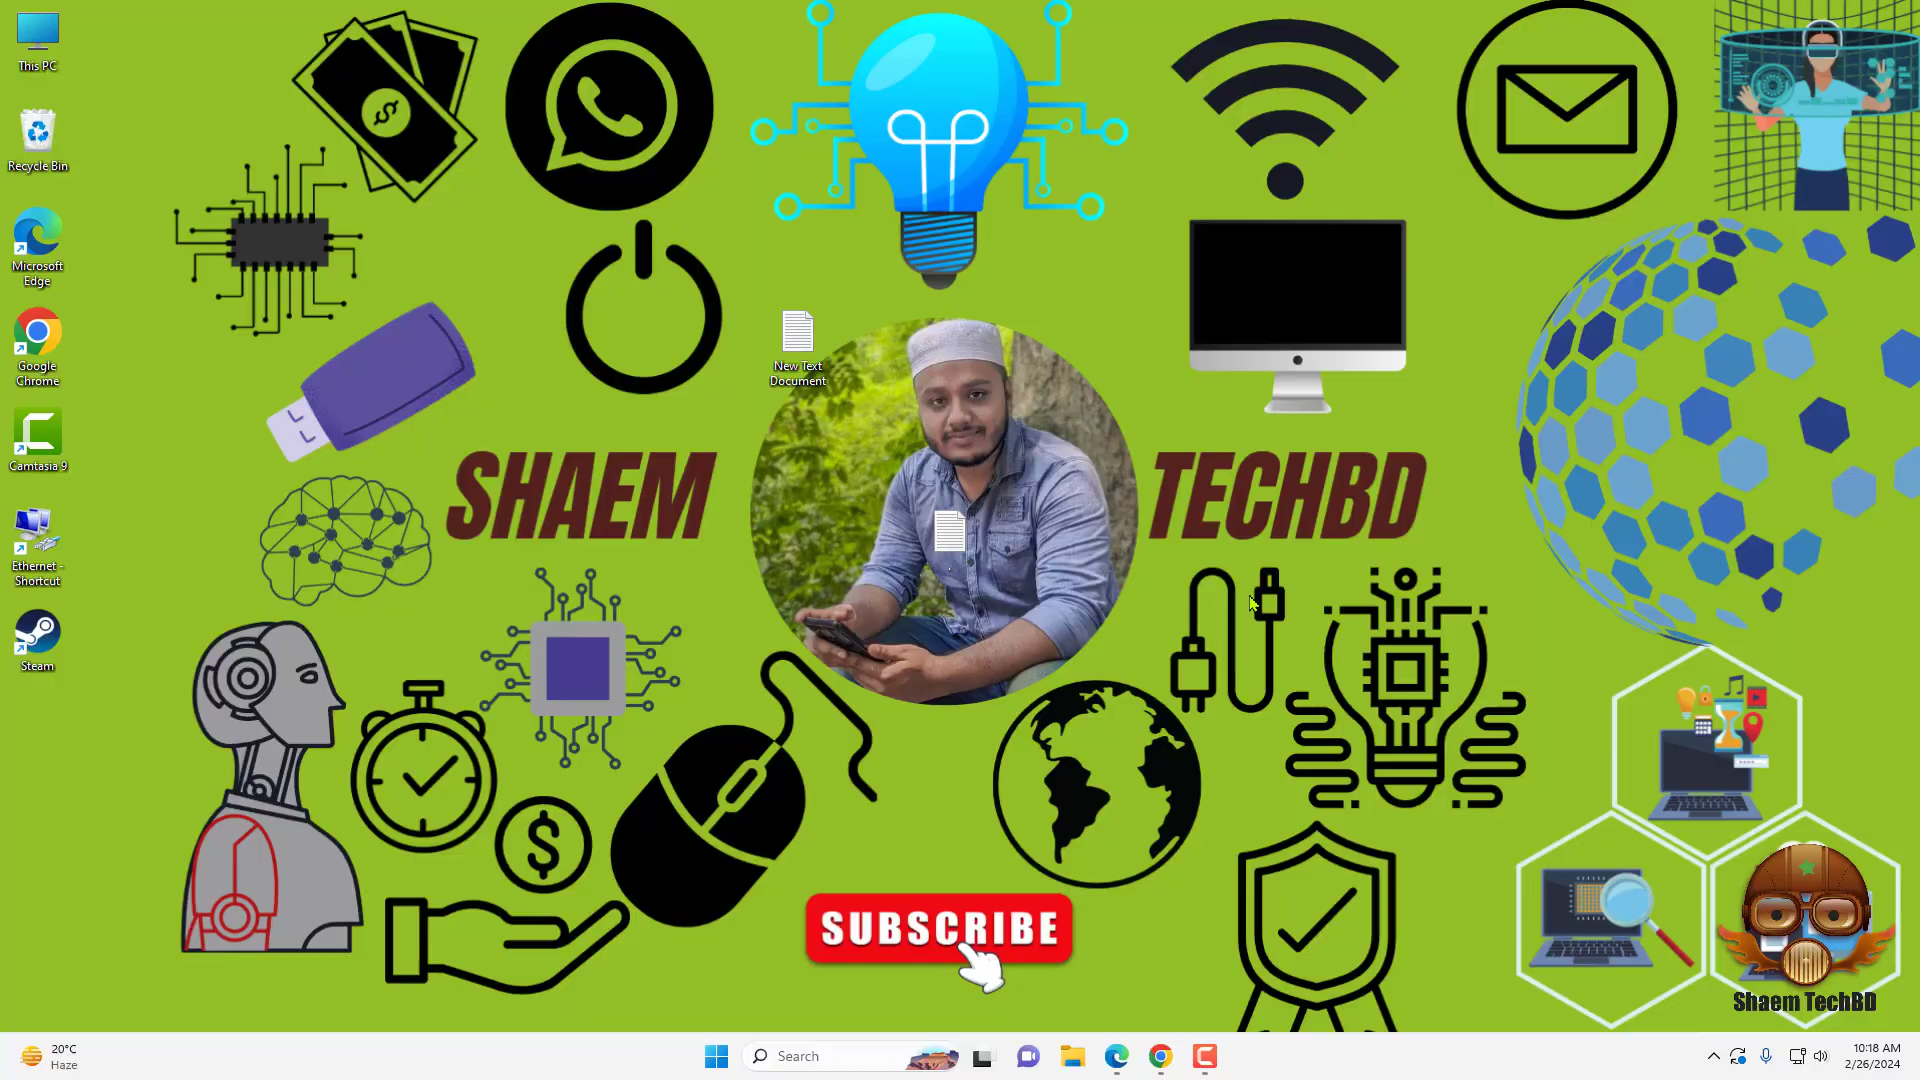 This PC
Recycle Bin
Microsoft
Edge
Google
Chrome
Camtasia 9
Ethernet -
Shortcut
Steam
New Text
Document
SHAEM
TECHBD
SUBSCRIBE
Shaem TechBD
20°C
Haze
Search
10:18 AM
2/26/2024